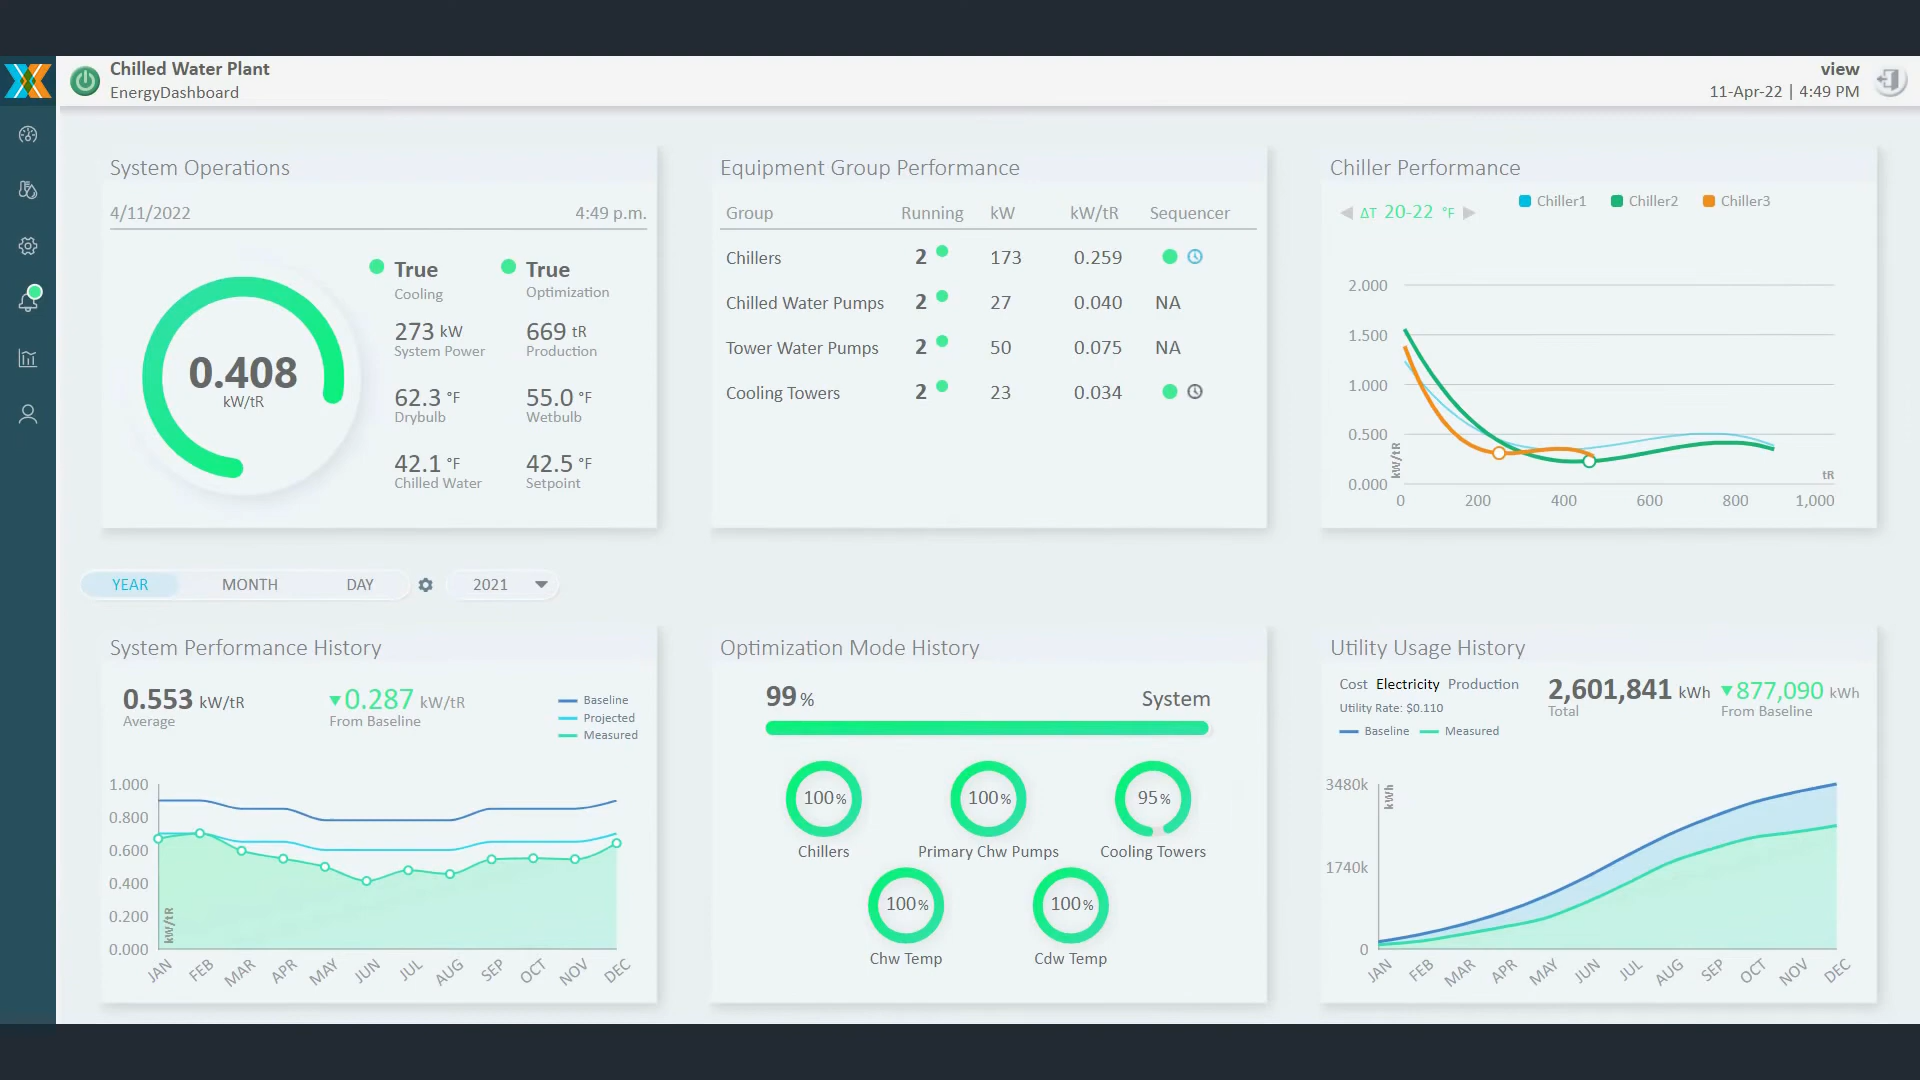 Chilled Water Plant
EnergyDashboard
view
11-Apr-22 | 4:49 PM
System Operations
4/11/2022 4:49 p.m.
0.408
kW/tR
True
Cooling
True
Optimization
273 kW
System Power
669 tR
Production
62.3 °F
Drybulb
55.0 °F
Wetbulb
42.1 °F
Chilled Water
42.5 °F
Setpoint
Equipment Group Performance
Group Running kW kW/tR Sequencer
Chillers 2 173 0.259
Chilled Water Pumps 2 27 0.040 NA
Tower Water Pumps 2 50 0.075 NA
Cooling Towers 2 23 0.034
Chiller Performance
ΔT 20-22 °F
Chiller1 Chiller2 Chiller3
2.000
1.500
1.000
0.500
0.000
kW/tR
tR
0 200 400 600 800 1,000
YEAR MONTH DAY 2021
System Performance History
0.553 kW/tR
Average
▼0.287 kW/tR
From Baseline
Baseline
Projected
Measured
1.000
0.800
0.600
0.400
0.200
0.000
kW/tR
JAN FEB MAR APR MAY JUN JUL AUG SEP OCT NOV DEC
Optimization Mode History
99 % System
100%
Chillers
100%
Primary Chw Pumps
95%
Cooling Towers
100%
Chw Temp
100%
Cdw Temp
Utility Usage History
Cost Electricity Production
Utility Rate: $0.110
Baseline Measured
2,601,841 kWh
Total
▼877,090 kWh
From Baseline
3480k
1740k
0
kWh
JAN FEB MAR APR MAY JUN JUL AUG SEP OCT NOV DEC